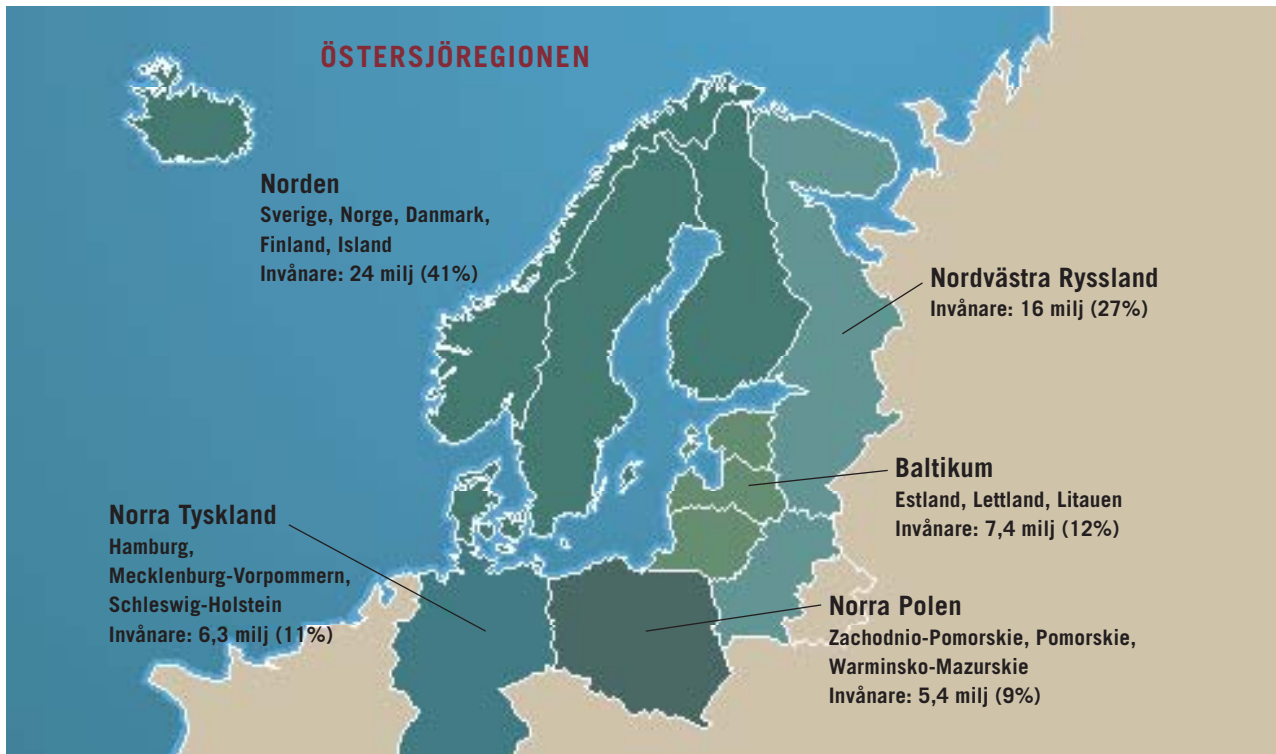 ÖSTERSJÖREGIONEN
Norden
Sverige, Norge, Danmark,
Finland, Island
Invånare: 24 milj (41%)
Nordvästra Ryssland
Invånare: 16 milj (27%)
Baltikum
Estland, Lettland, Litauen
Invånare: 7,4 milj (12%)
Norra Tyskland
Hamburg,
Mecklenburg-Vorpommern,
Schleswig-Holstein
Invånare: 6,3 milj (11%)
Norra Polen
Zachodnio-Pomorskie, Pomorskie,
Warminsko-Mazurskie
Invånare: 5,4 milj (9%)